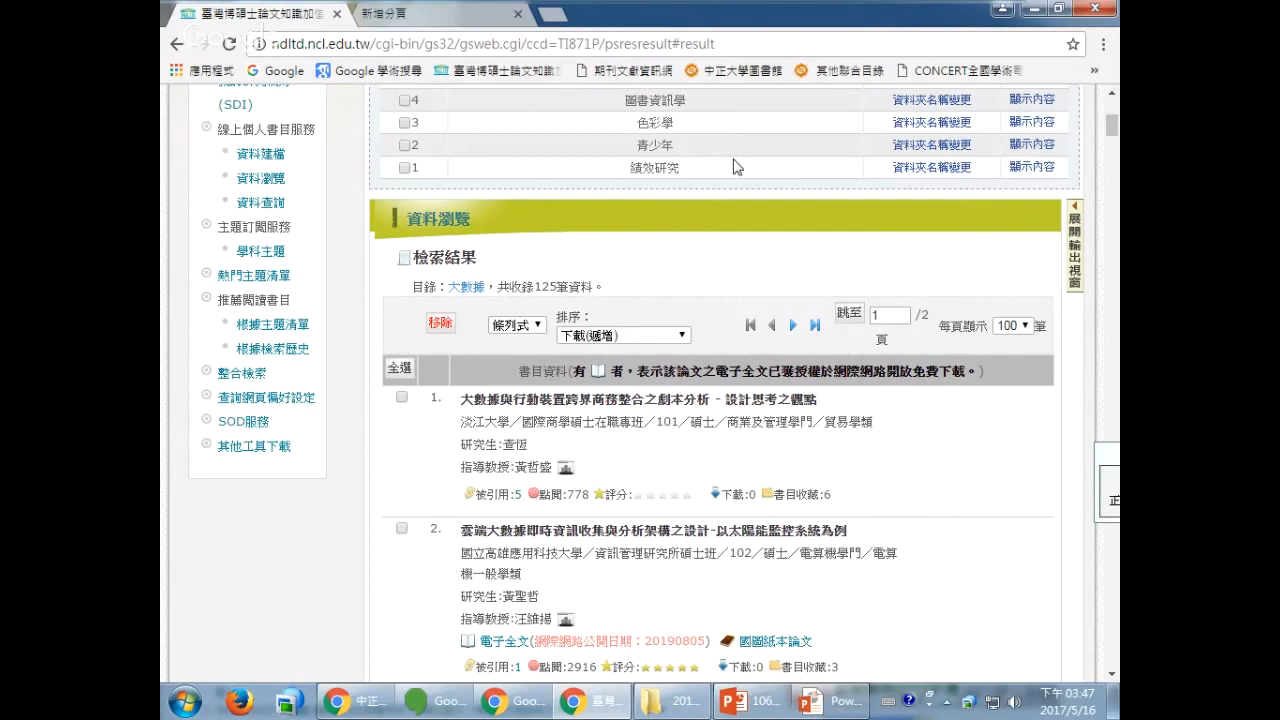 臺灣博碩士論文知識加值
新增分頁
ndltd.ncl.edu.tw/cgi-bin/gs32/gsweb.cgi/ccd=TI871P/psresresult#result
應用程式 Google Google 學術搜尋 臺灣博碩士論文知識加 期刊文獻資訊網 中正大學圖書館 其他聯合目錄 CONCERT全國學術電 »
(SDI)
線上個人書目服務
資料建檔
資料瀏覽
資料查詢
主題訂閱服務
學科主題
熱門主題清單
推薦閱讀書目
根據主題清單
根據檢索歷史
整合檢索
查詢網頁偏好設定
SOD服務
其他工具下載
4 圖書資訊學 資料夾名稱變更 顯示內容
3 色彩學 資料夾名稱變更 顯示內容
2 青少年 資料夾名稱變更 顯示內容
1 績效研究 資料夾名稱變更 顯示內容
資料瀏覽
展開輸出視窗
檢索結果
目錄：大數據，共收錄125筆資料。
移除 條列式 排序： 下載(遞增) 跳至 1 /2 頁 每頁顯示 100 筆
全選 書目資料(有 者，表示該論文之電子全文已獲授權於網際網路開放免費下載。)
1. 大數據與行動裝置跨界商務整合之劇本分析 - 設計思考之觀點
淡江大學／國際商學碩士在職專班／101／碩士／商業及管理學門／貿易學類
研究生:查恆
指導教授:黃哲盛
被引用:5 點閱:778 評分: 下載:0 書目收藏:6
2. 雲端大數據即時資訊收集與分析架構之設計-以太陽能監控系統為例
國立高雄應用科技大學／資訊管理研究所碩士班／102／碩士／電算機學門／電算
機一般學類
研究生:黃聖哲
指導教授:汪維揚
電子全文(網際網路公開日期：20190805) 國圖紙本論文
被引用:1 點閱:2916 評分: 下載:0 書目收藏:3
正
中正... Goo... Goo... 臺灣... 201... 106... Pow...
下午 03:47
2017/5/16